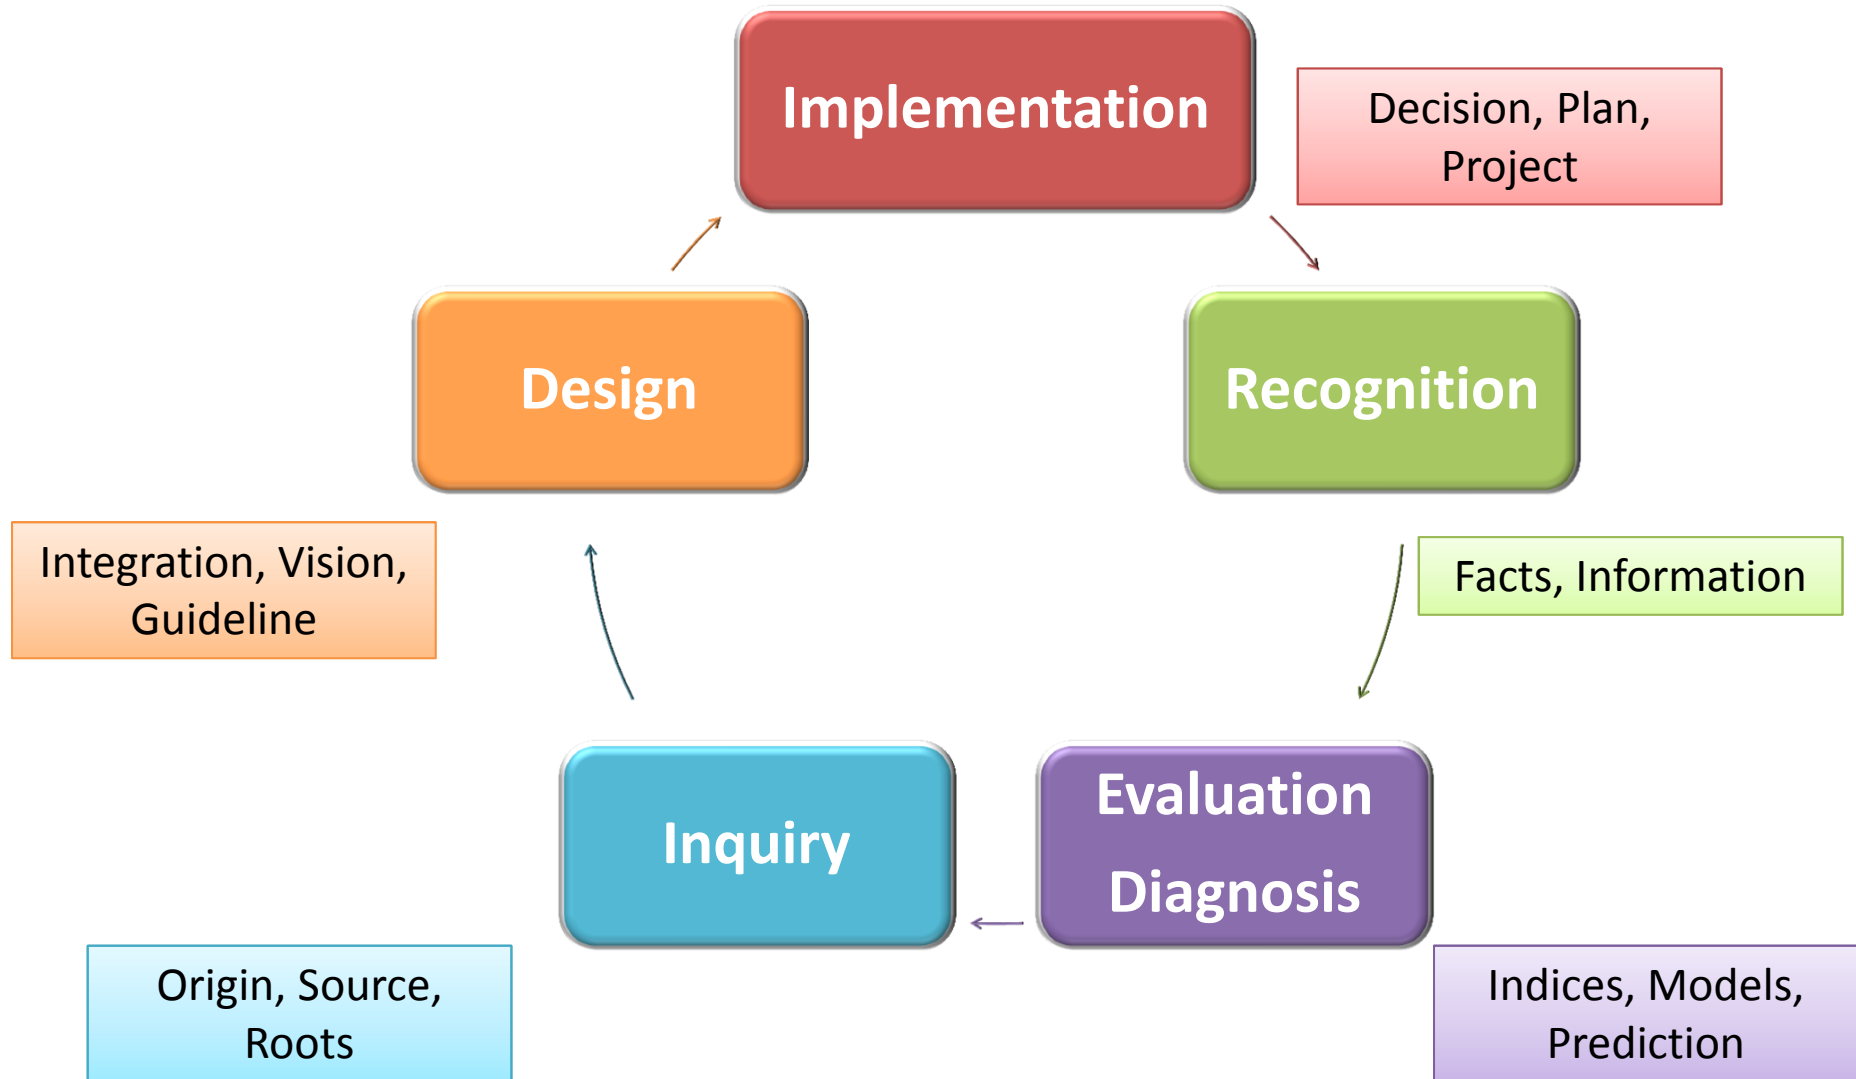 Implementation
Decision, Plan,
Project
Design
Recognition
Integration, Vision,
Guideline
Facts, Information
Inquiry
Evaluation
Diagnosis
Origin, Source,
Roots
Indices, Models,
Prediction